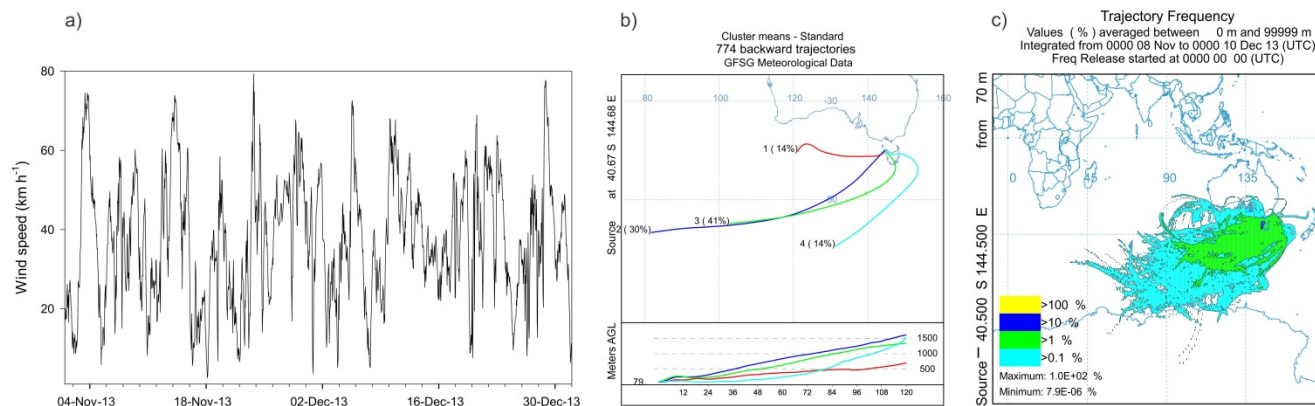 a)
Wind speed (km h-1)
80
60
40
20
04-Nov-13
18-Nov-13
02-Dec-13
16-Dec-13
30-Dec-13
b)
Cluster means - Standard
774 backward trajectories
GFSG Meteorological Data
Source at 40.67 S 144.68 E
80
100
120
-30
140
160
1 ( 14%)
3 ( 41%)
2 ( 30%)
4 ( 14%)
Meters AGL
1500
1000
500
79
12 24 36 48 60 72 84 96 108 120
c)
Trajectory Frequency
Values ( % ) averaged between 0 m and 99999 m
Integrated from 0000 08 Nov to 0000 10 Dec 13 (UTC)
Freq Release started at 0000 00 00 (UTC)
Source I 40.500 S 144.500 E from 70 m
0
45
90
135
>100 %
>10 %
>1 %
>0.1 %
Maximum: 1.0E+02 %
Minimum: 7.9E-06 %